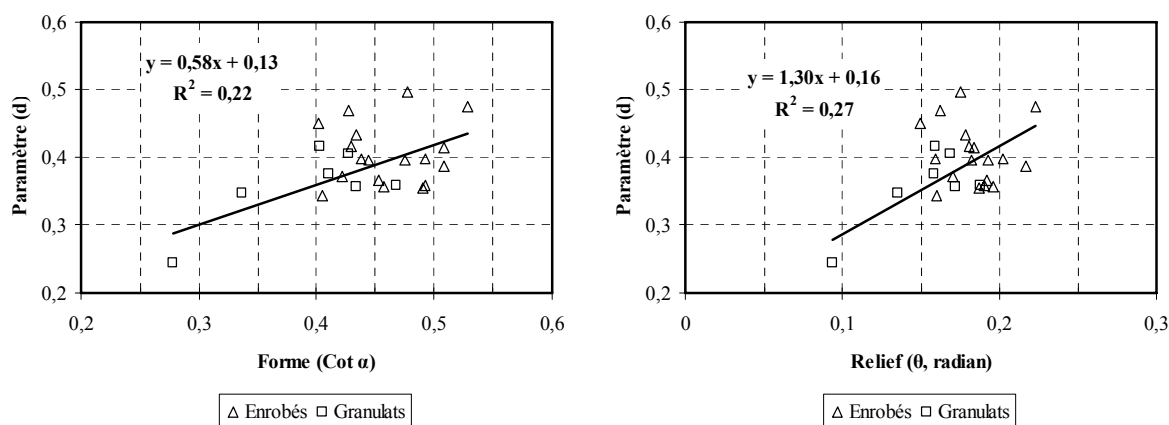 0,6
0,5
0,4
0,3
0,2
Paramètre (d)
y = 0,58x + 0,13
R² = 0,22
0,2 0,3 0,4 0,5 0,6
Forme (Cot α)
△ Enrobés □ Granulats
0,6
0,5
0,4
0,3
0,2
Paramètre (d)
y = 1,30x + 0,16
R² = 0,27
0 0,1 0,2 0,3
Relief (θ, radian)
△ Enrobés □ Granulats